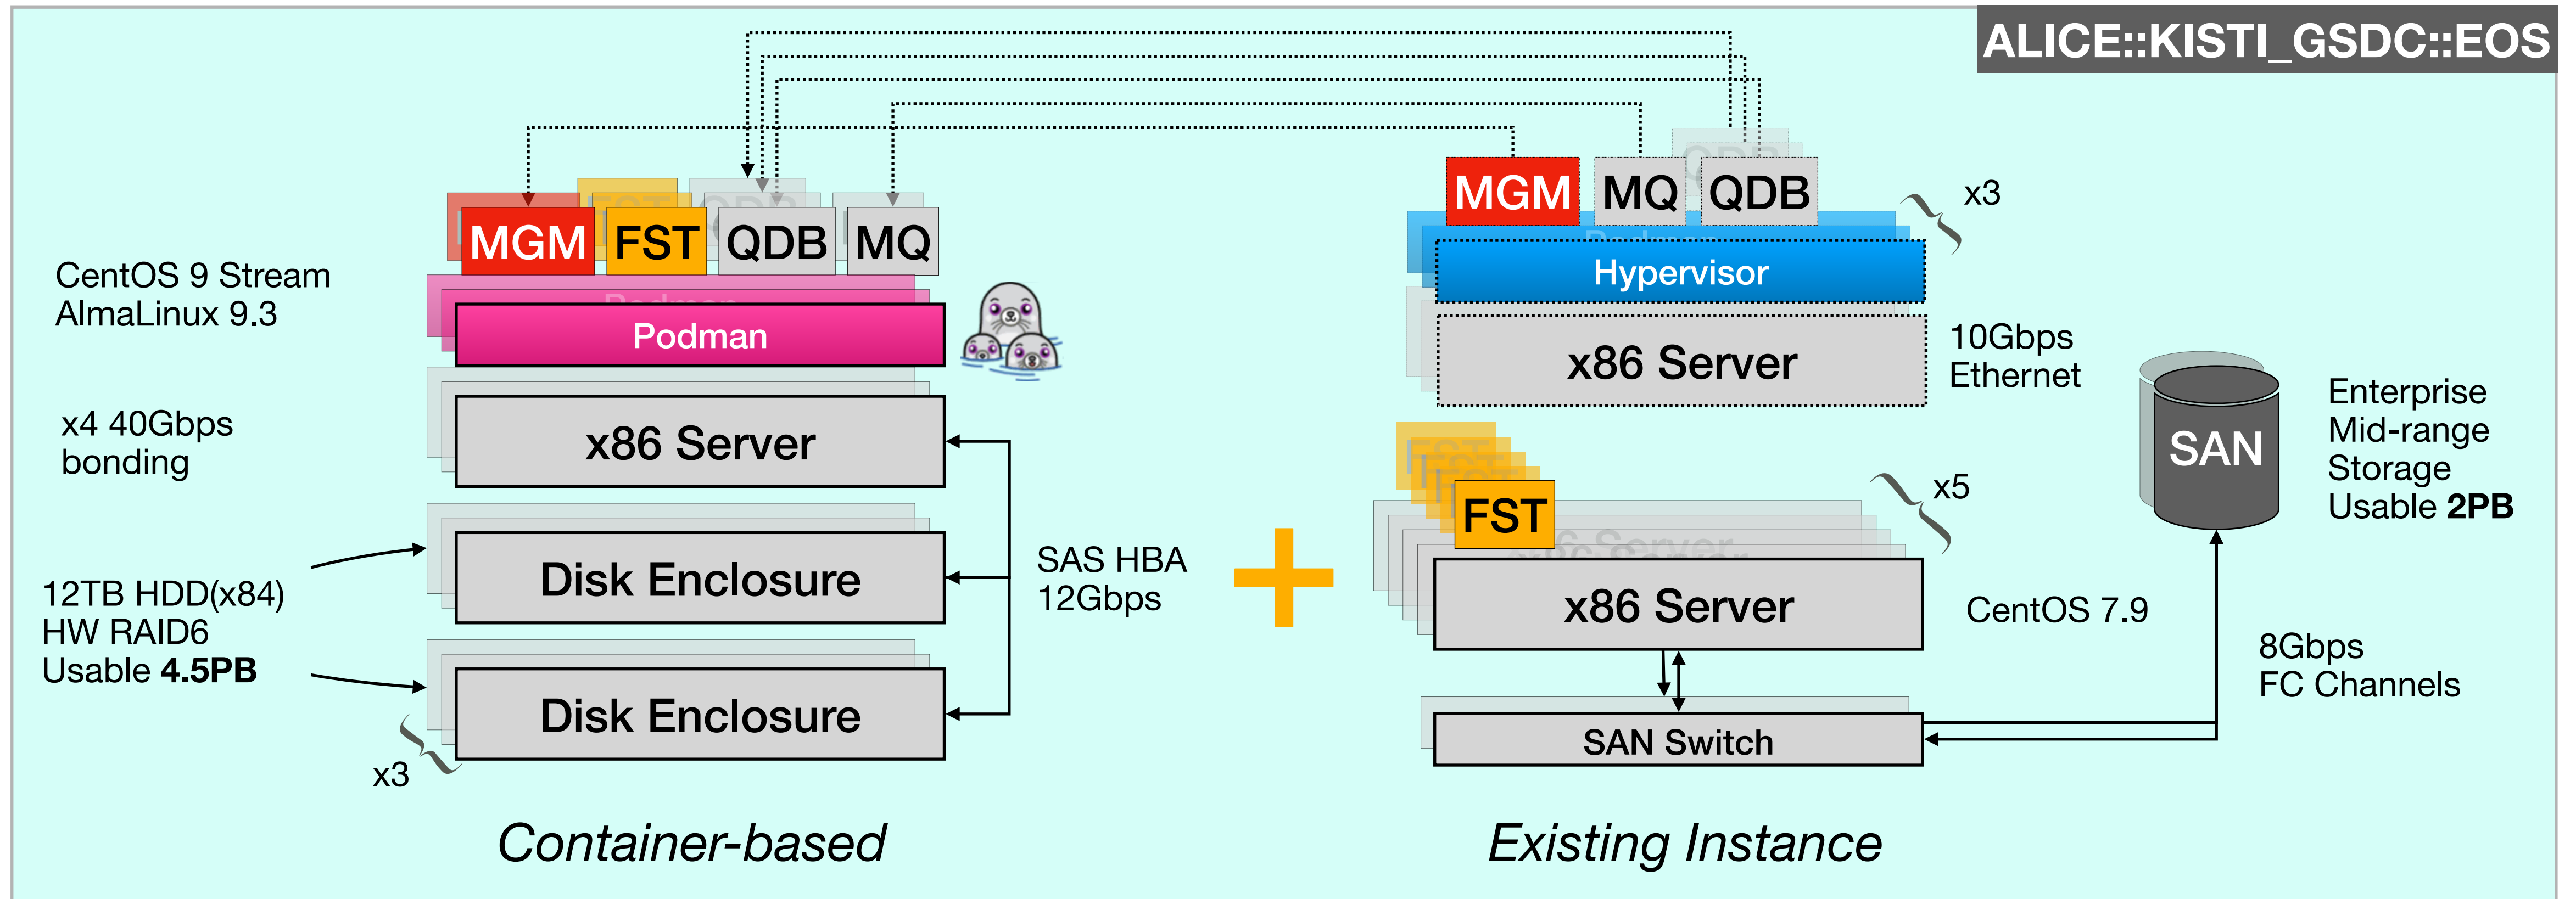 ALICE::KISTI_GSDC::EOS
MGM
FST
QDB
MQ
CentOS 9 Stream
AlmaLinux 9.3
Podman
x4 40Gbps
bonding
x86 Server
Disk Enclosure
12TB HDD(x84)
HW RAID6
Usable 4.5PB
Disk Enclosure
x3
SAS HBA
12Gbps
Container-based
MGM
MQ
QDB
x3
Hypervisor
x86 Server
10Gbps
Ethernet
FST
x5
x86 Server
CentOS 7.9
SAN Switch
SAN
Enterprise
Mid-range
Storage
Usable 2PB
8Gbps
FC Channels
Existing Instance